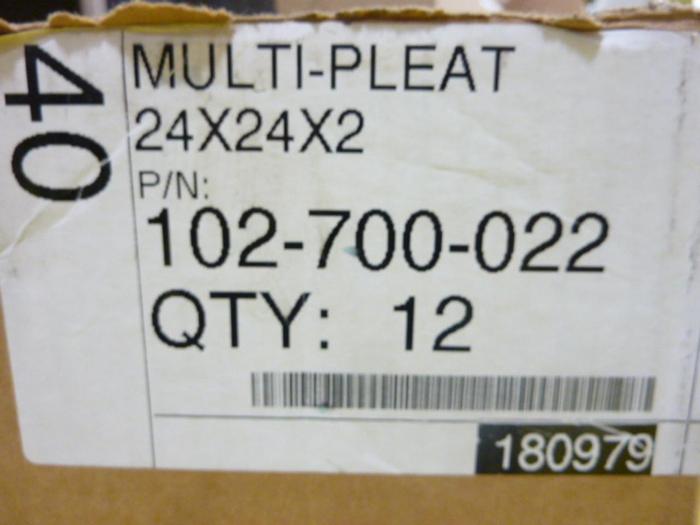 40
MULTI-PLEAT
24X24X2
P/N:
102-700-022
QTY: 12
180979